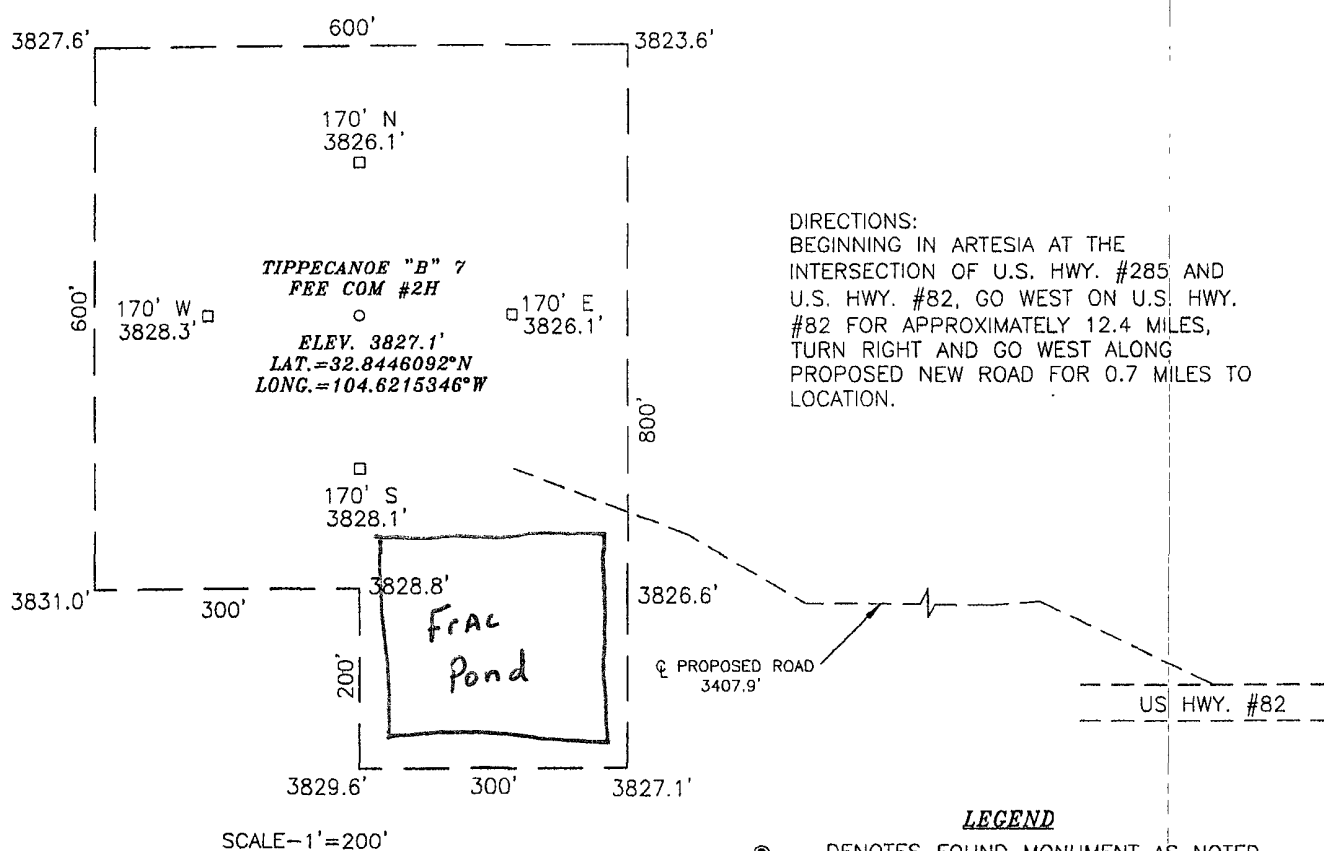 600'
3827.6'
3823.6'
170' N
3826.1'
DIRECTIONS:
BEGINNING IN ARTESIA AT THE
INTERSECTION OF U.S. HWY. #285 AND
U.S. HWY. #82, GO WEST ON U.S. HWY.
#82 FOR APPROXIMATELY 12.4 MILES,
TURN RIGHT AND GO WEST ALONG
PROPOSED NEW ROAD FOR 0.7 MILES TO
LOCATION.
TIPPECANOE "B" 7
FEE COM #2H
600'
170' W
3828.3'
170' E
3826.1'
ELEV. 3827.1'
LAT.=32.8446092°N
LONG.=104.6215346°W
800'
170' S
3828.1'
3828.8'
3831.0'
300'
3826.6'
Frac
Pond
200'
℄ PROPOSED ROAD
3407.9'
US HWY. #82
3829.6'
300'
3827.1'
SCALE-1'=200'
LEGEND
DENOTES FOUND MONUMENT AS NOTED